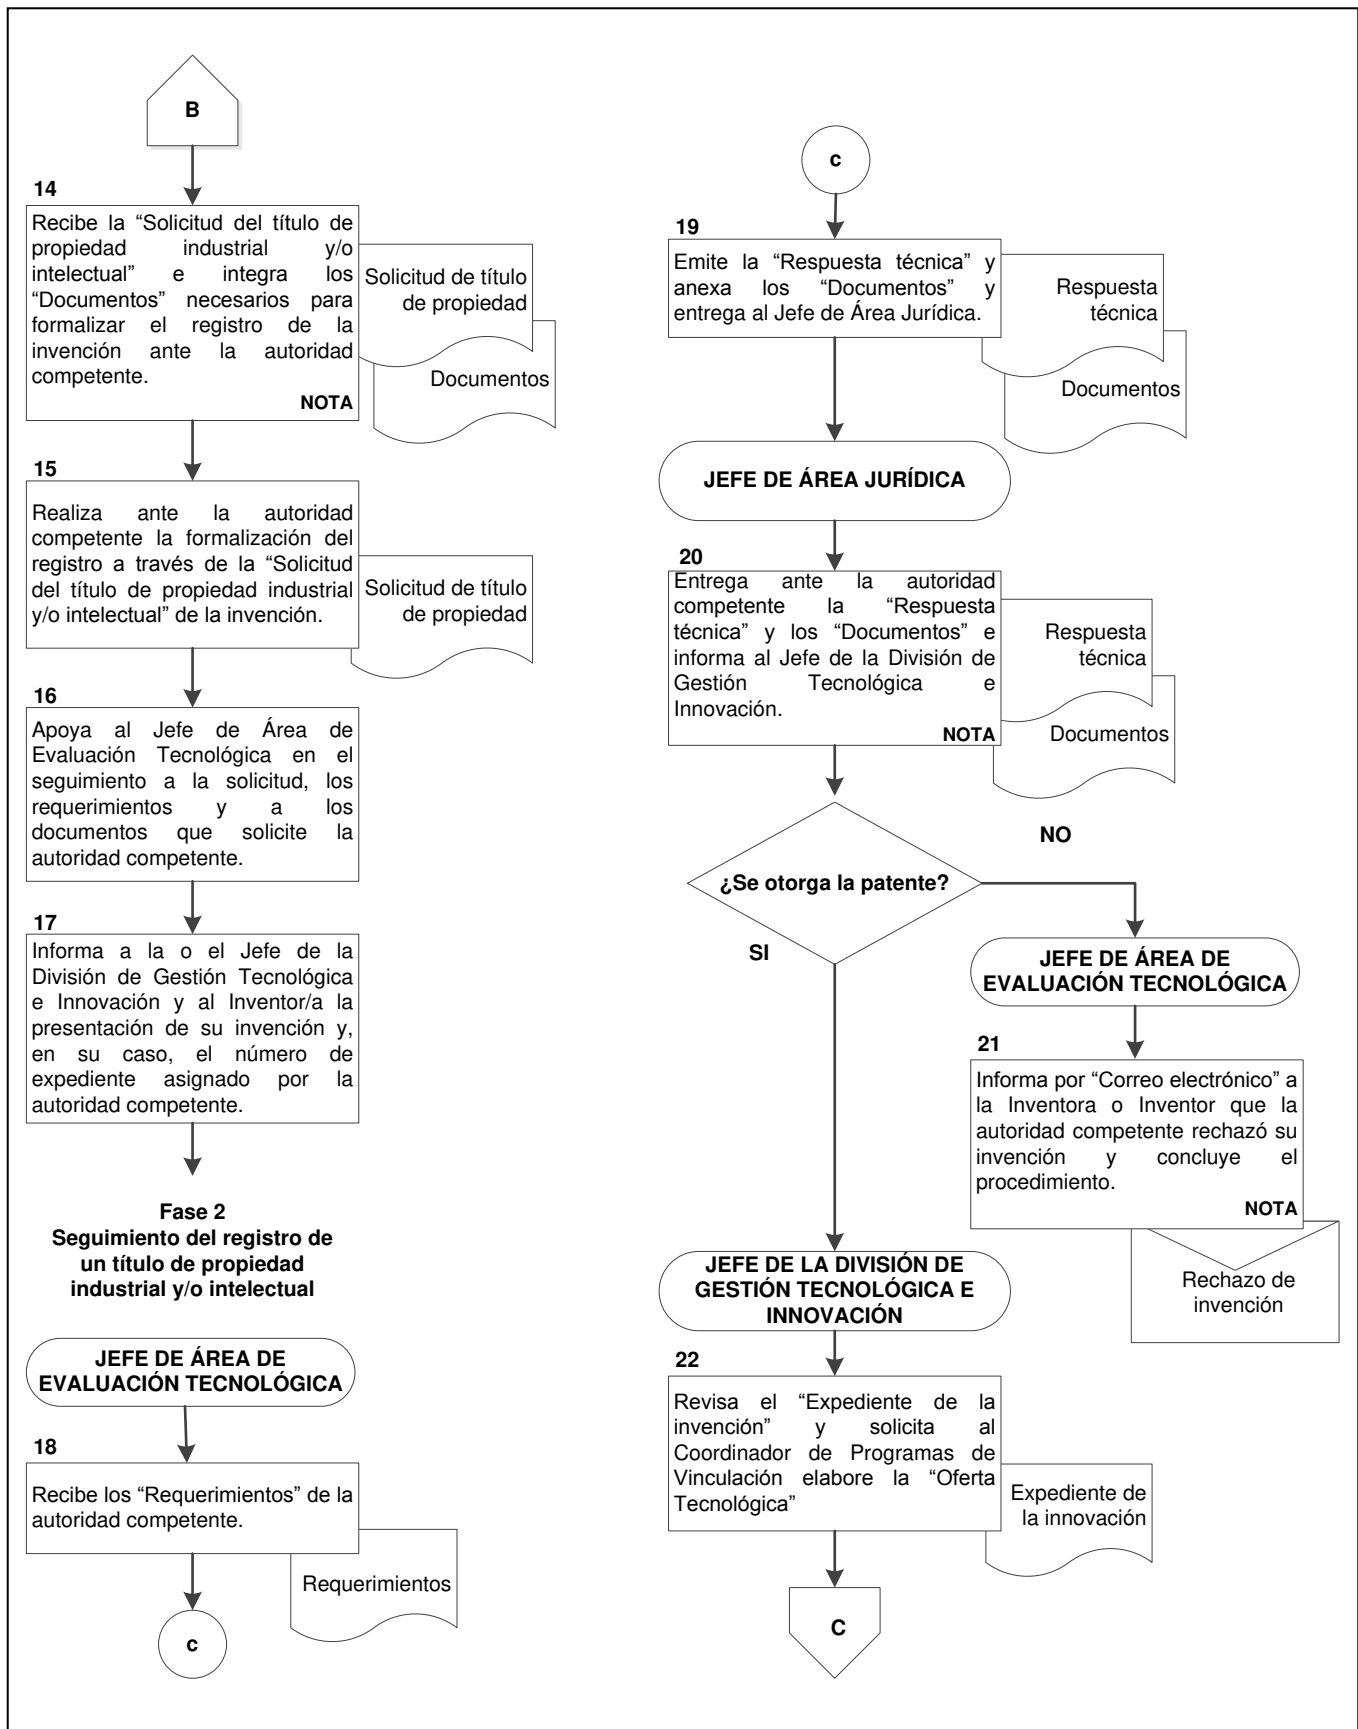 B
14
Recibe la “Solicitud del título de
propiedad industrial y/o
intelectual” e integra los
“Documentos” necesarios para
formalizar el registro de la
invención ante la autoridad
competente.
NOTA
Solicitud de título
de propiedad
Documentos
15
Realiza ante la autoridad
competente la formalización del
registro a través de la “Solicitud
del título de propiedad industrial
y/o intelectual” de la invención.
Solicitud de título
de propiedad
16
Apoya al Jefe de Área de
Evaluación Tecnológica en el
seguimiento a la solicitud, los
requerimientos y a los
documentos que solicite la
autoridad competente.
17
Informa a la o el Jefe de la
División de Gestión Tecnológica
e Innovación y al Inventor/a la
presentación de su invención y,
en su caso, el número de
expediente asignado por la
autoridad competente.
Fase 2
Seguimiento del registro de
un título de propiedad
industrial y/o intelectual
JEFE DE ÁREA DE
EVALUACIÓN TECNOLÓGICA
18
Recibe los “Requerimientos” de la
autoridad competente.
Requerimientos
c
c
19
Emite la “Respuesta técnica” y
anexa los “Documentos” y
entrega al Jefe de Área Jurídica.
Respuesta
técnica
Documentos
JEFE DE ÁREA JURÍDICA
20
Entrega ante la autoridad
competente la “Respuesta
técnica” y los “Documentos” e
informa al Jefe de la División de
Gestión Tecnológica e
Innovación.
NOTA
Respuesta
técnica
Documentos
¿Se otorga la patente?
NO
SI
JEFE DE ÁREA DE
EVALUACIÓN TECNOLÓGICA
21
Informa por “Correo electrónico” a
la Inventora o Inventor que la
autoridad competente rechazó su
invención y concluye el
procedimiento.
NOTA
Rechazo de
invención
JEFE DE LA DIVISIÓN DE
GESTIÓN TECNOLÓGICA E
INNOVACIÓN
22
Revisa el “Expediente de la
invención” y solicita al
Coordinador de Programas de
Vinculación elabore la “Oferta
Tecnológica”
Expediente de
la innovación
C